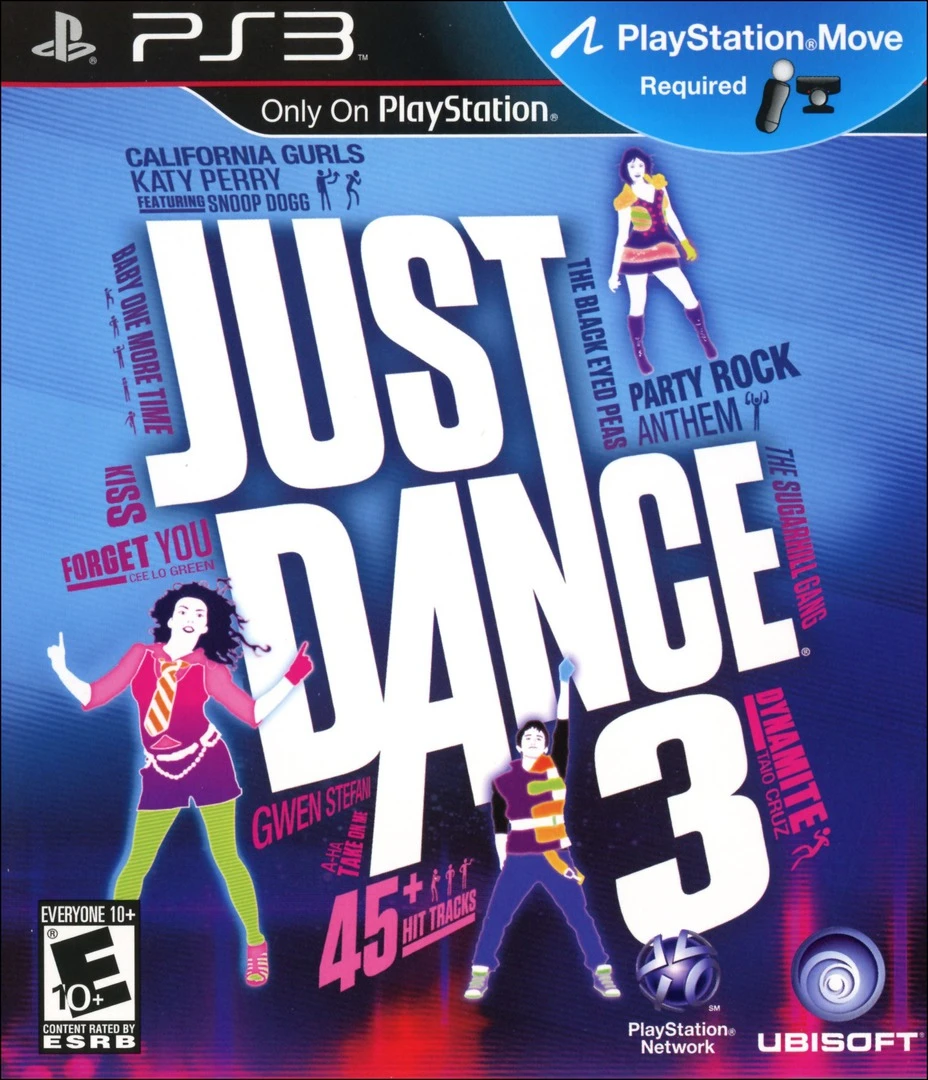 PS3™
PlayStation®Move
Required
Only On PlayStation®
CALIFORNIA GURLS
KATY PERRY
FEATURING SNOOP DOGG
BABY ONE MORE TIME
JUST
THE BLACK EYED PEAS
PARTY ROCK
ANTHEM
KISS
FORGET YOU
CEE LO GREEN
DANCE®
THE SUGARHILL GANG
3
DYNAMITE
TAIO CRUZ
GWEN STEFANI
A-HA
TAKE ON ME
45+
HIT TRACKS
EVERYONE 10+
®
E
10+
CONTENT RATED BY
ESRB
SM
PlayStation®
Network
UBISOFT®